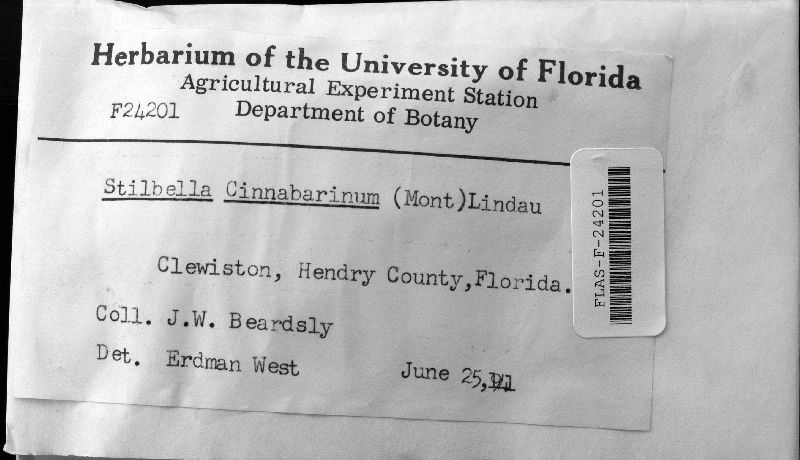 Herbarium of the University of Florida
Agricultural Experiment Station
F24201 Department of Botany
Stilbella Cinnabarinum (Mont)Lindau
Clewiston, Hendry County,Florida.
Coll. J.W. Beardsly
Det. Erdman West June 25,
FLAS-F-24201